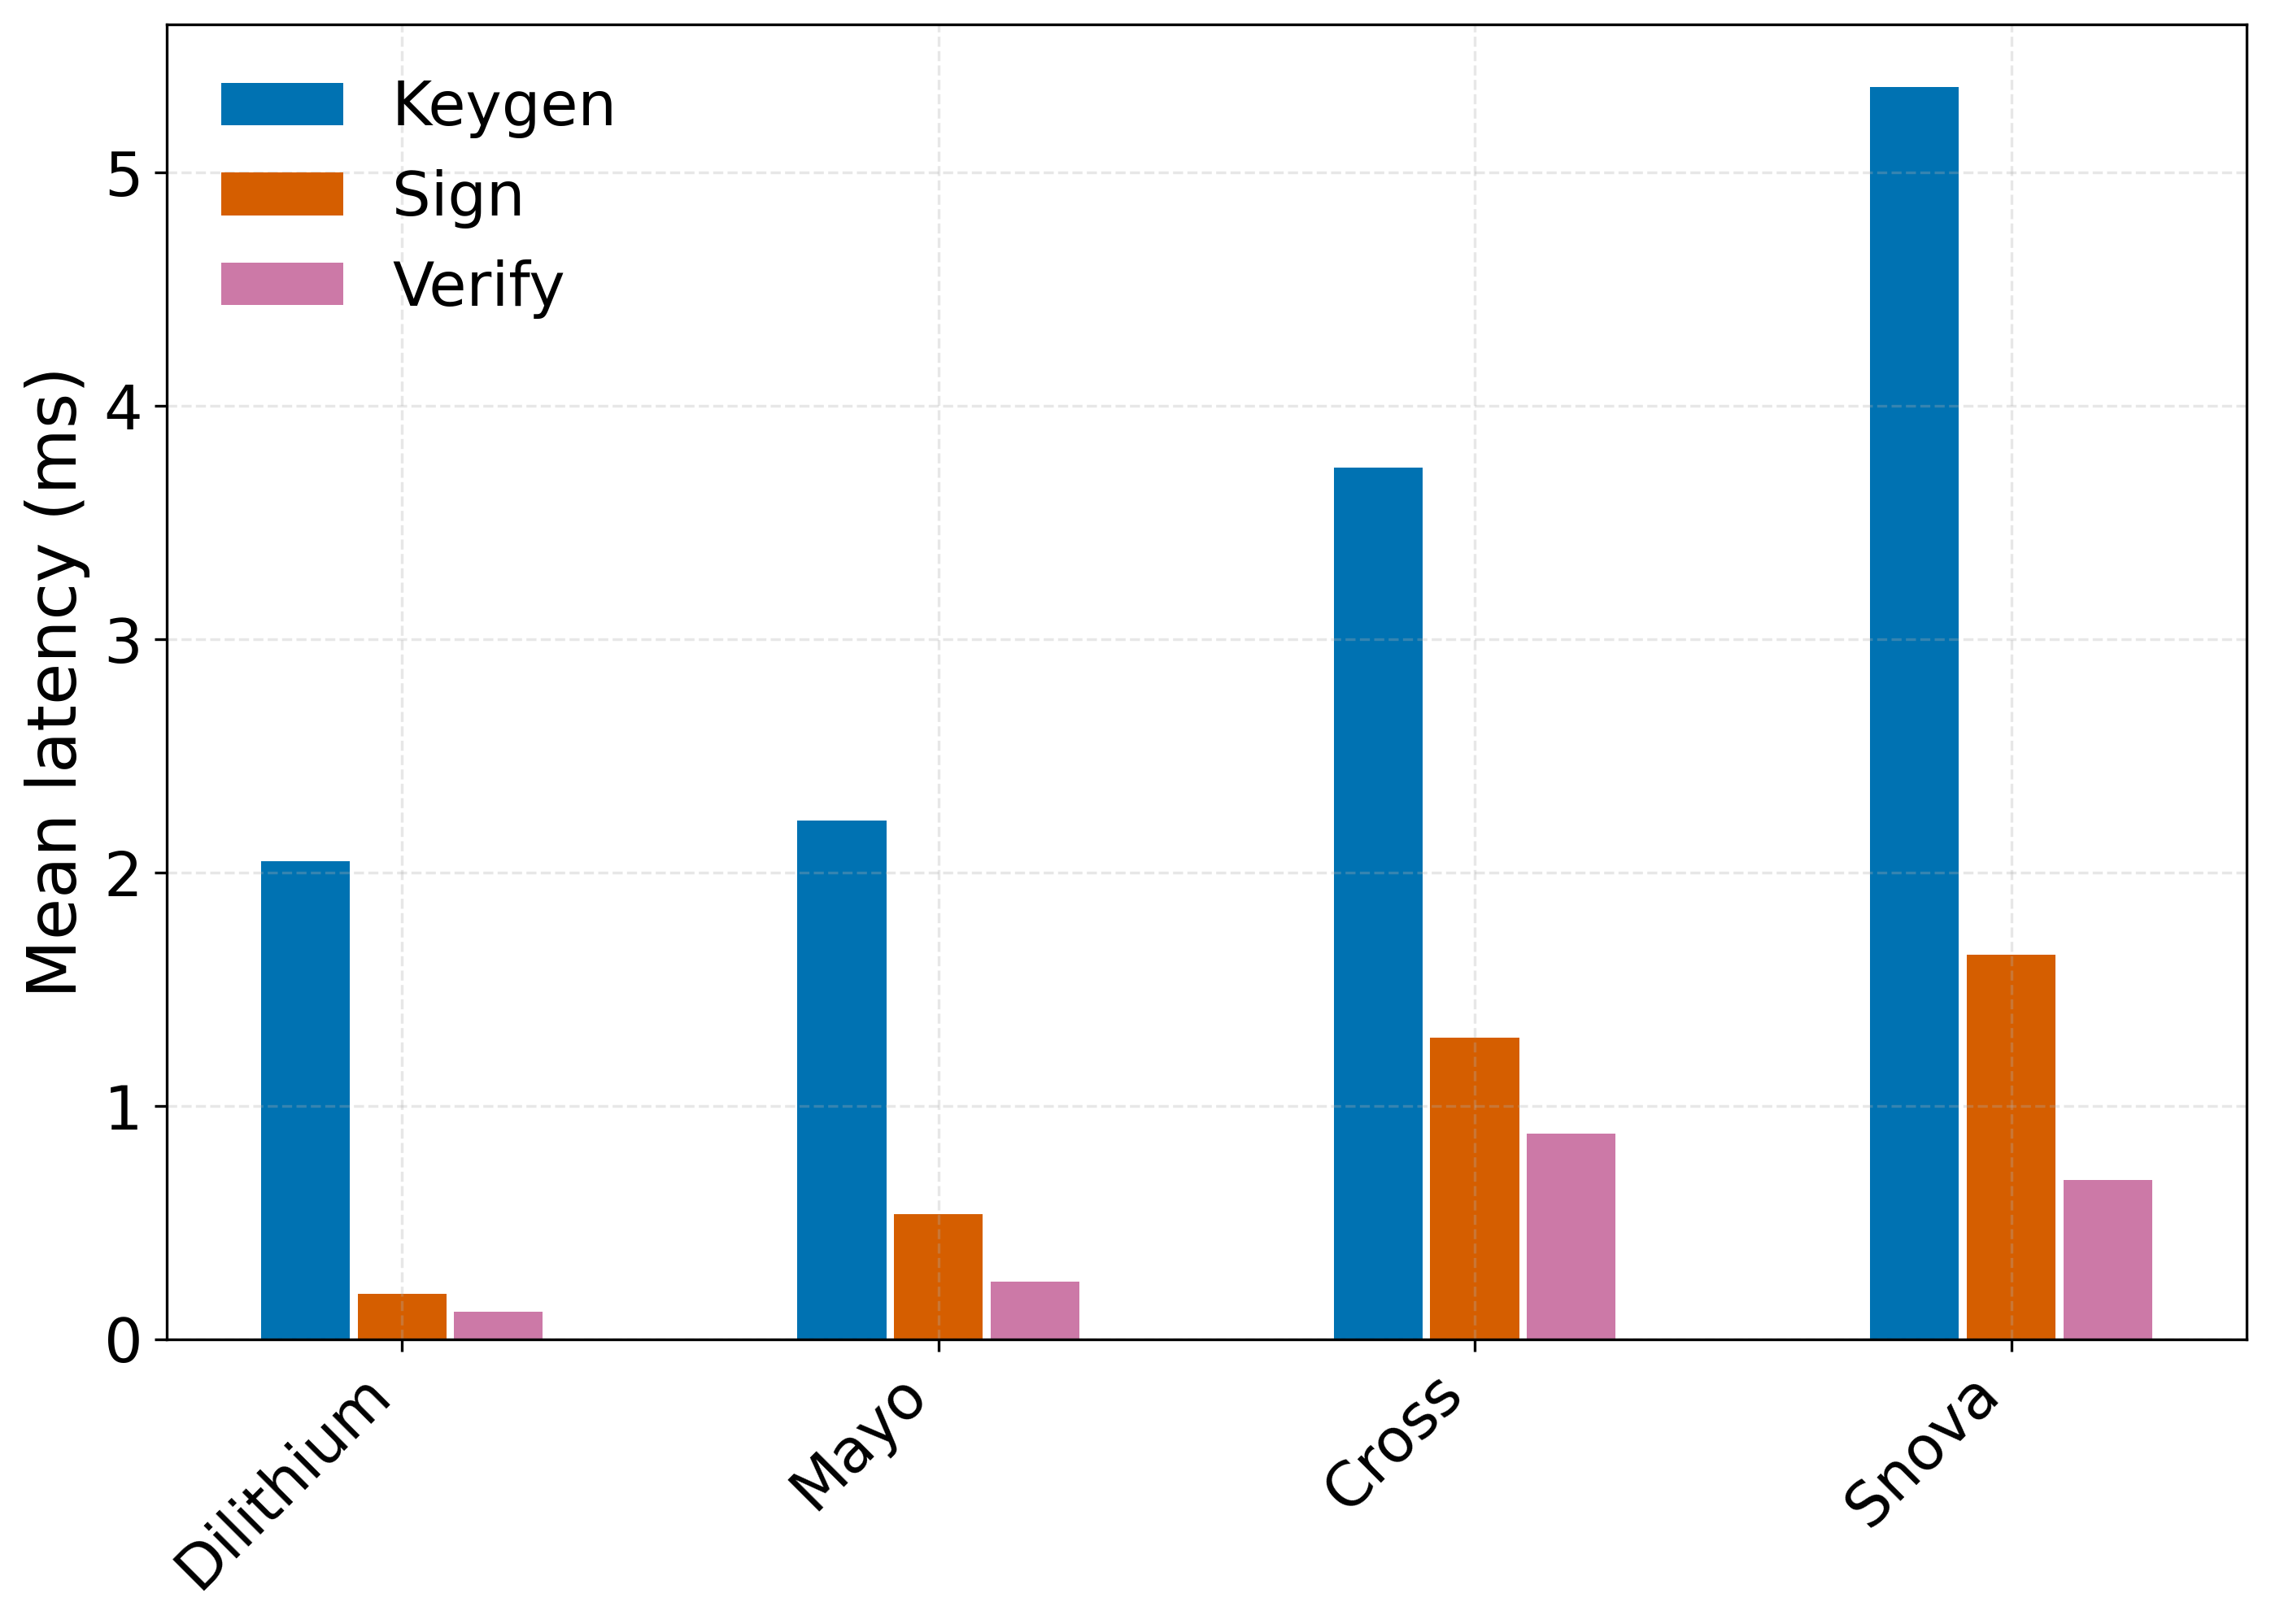 Keygen
Sign
Verify
Mean latency (ms)
5
4
3
2
1
0
Dilithium
Mayo
Cross
Snova